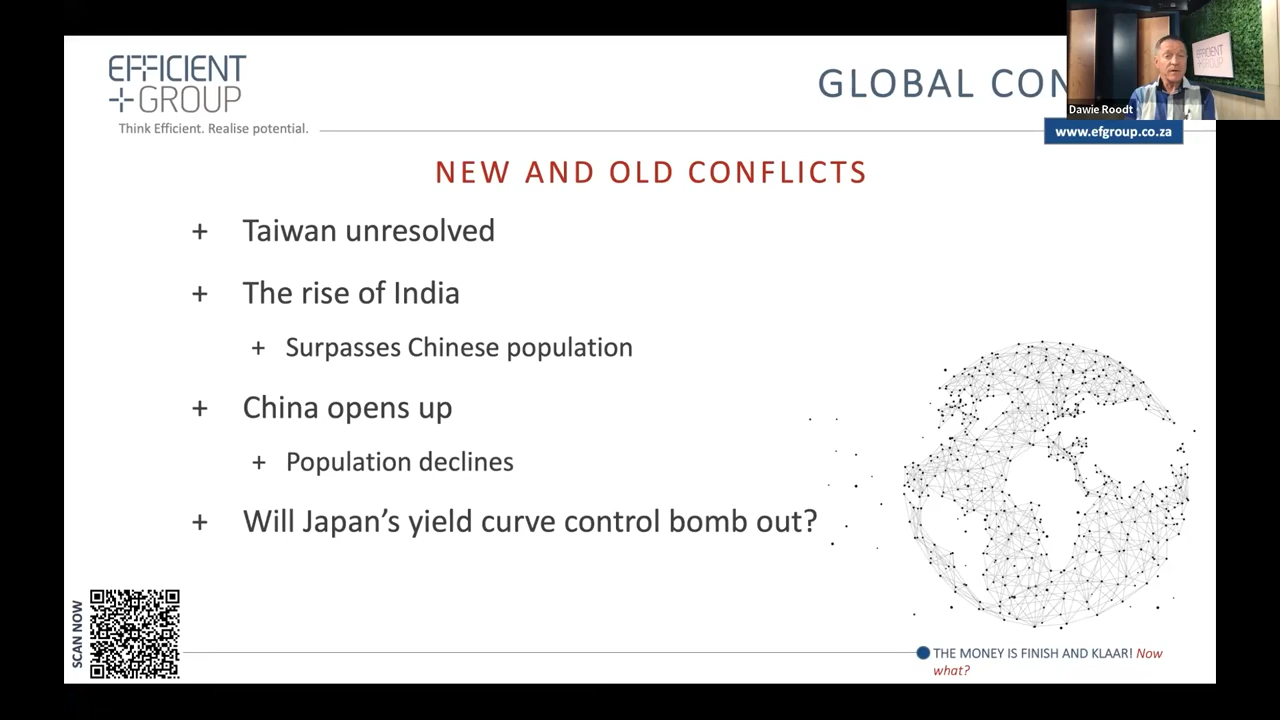 EFFICIENT
GROUP
Think Efficient. Realise potential.
GLOBAL CON
Dawie Roodt
www.efgroup.co.za
NEW AND OLD CONFLICTS
+ Taiwan unresolved
+ The rise of India
+ Surpasses Chinese population
+ China opens up
+ Population declines
+ Will Japan's yield curve control bomb out?
SCAN NOW
THE MONEY IS FINISH AND KLAAR! Now
what?
EFFICIENT
GROUP